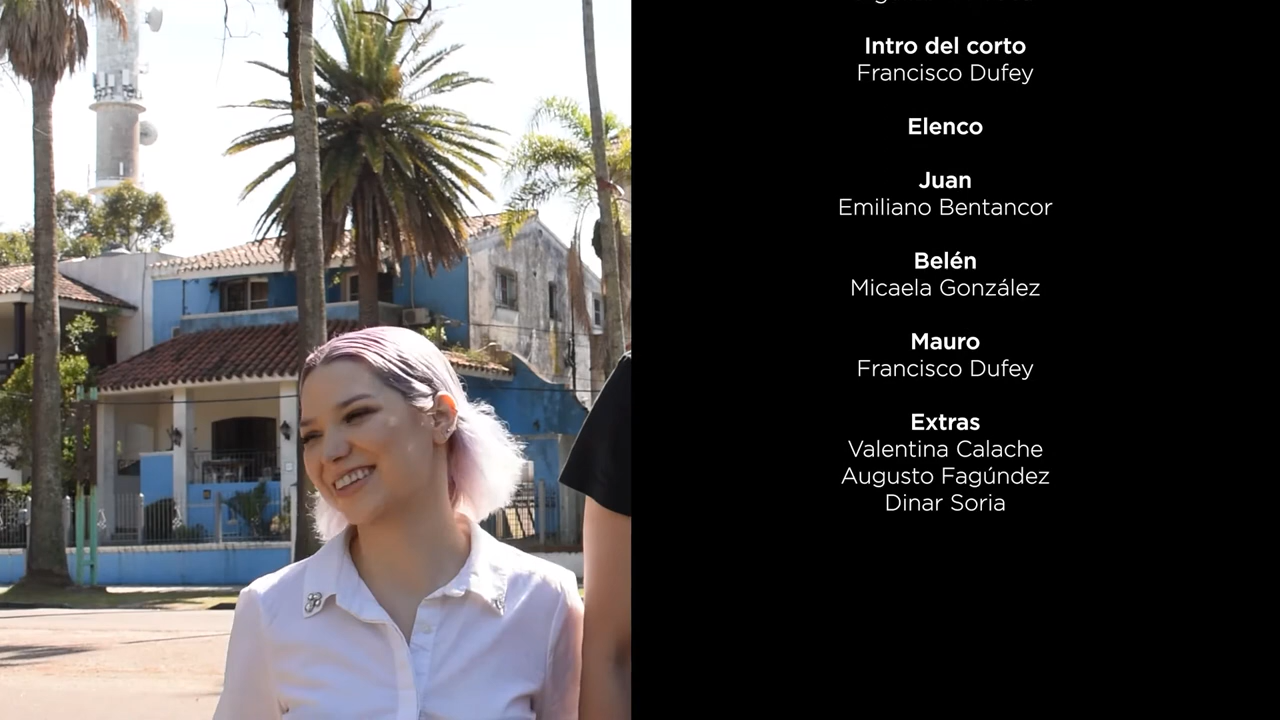 Intro del corto
Francisco Dufey
Elenco
Juan
Emiliano Bentancor
Belén
Micaela González
Mauro
Francisco Dufey
Extras
Valentina Calache
Augusto Fagúndez
Dinar Soria